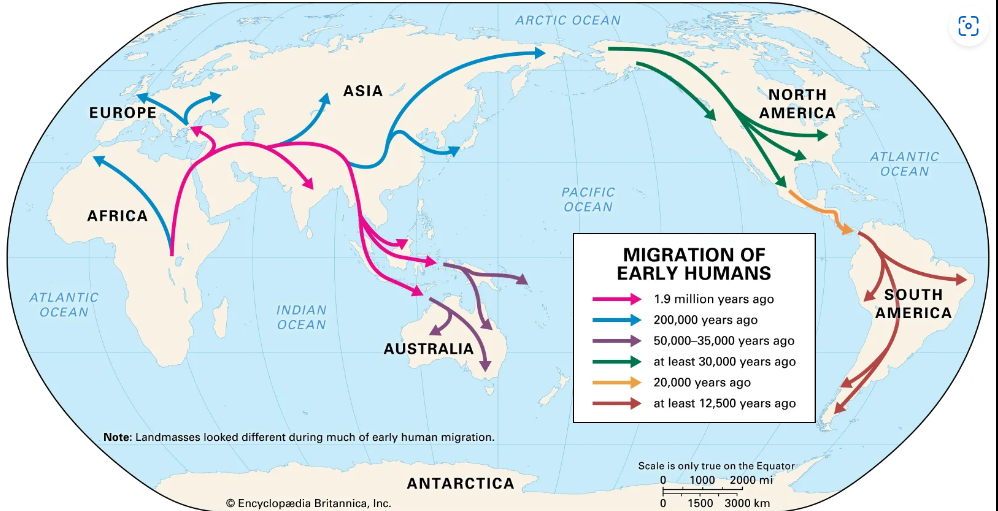 ARCTIC OCEAN
ASIA
EUROPE
NORTH
AMERICA
ATLANTIC
OCEAN
PACIFIC
OCEAN
AFRICA
MIGRATION OF
EARLY HUMANS
1.9 million years ago
200,000 years ago
50,000–35,000 years ago
at least 30,000 years ago
20,000 years ago
at least 12,500 years ago
ATLANTIC
OCEAN
INDIAN
OCEAN
SOUTH
AMERICA
AUSTRALIA
Note: Landmasses looked different during much of early human migration.
Scale is only true on the Equator
0 1000 2000 mi
0 1500 3000 km
ANTARCTICA
© Encyclopædia Britannica, Inc.